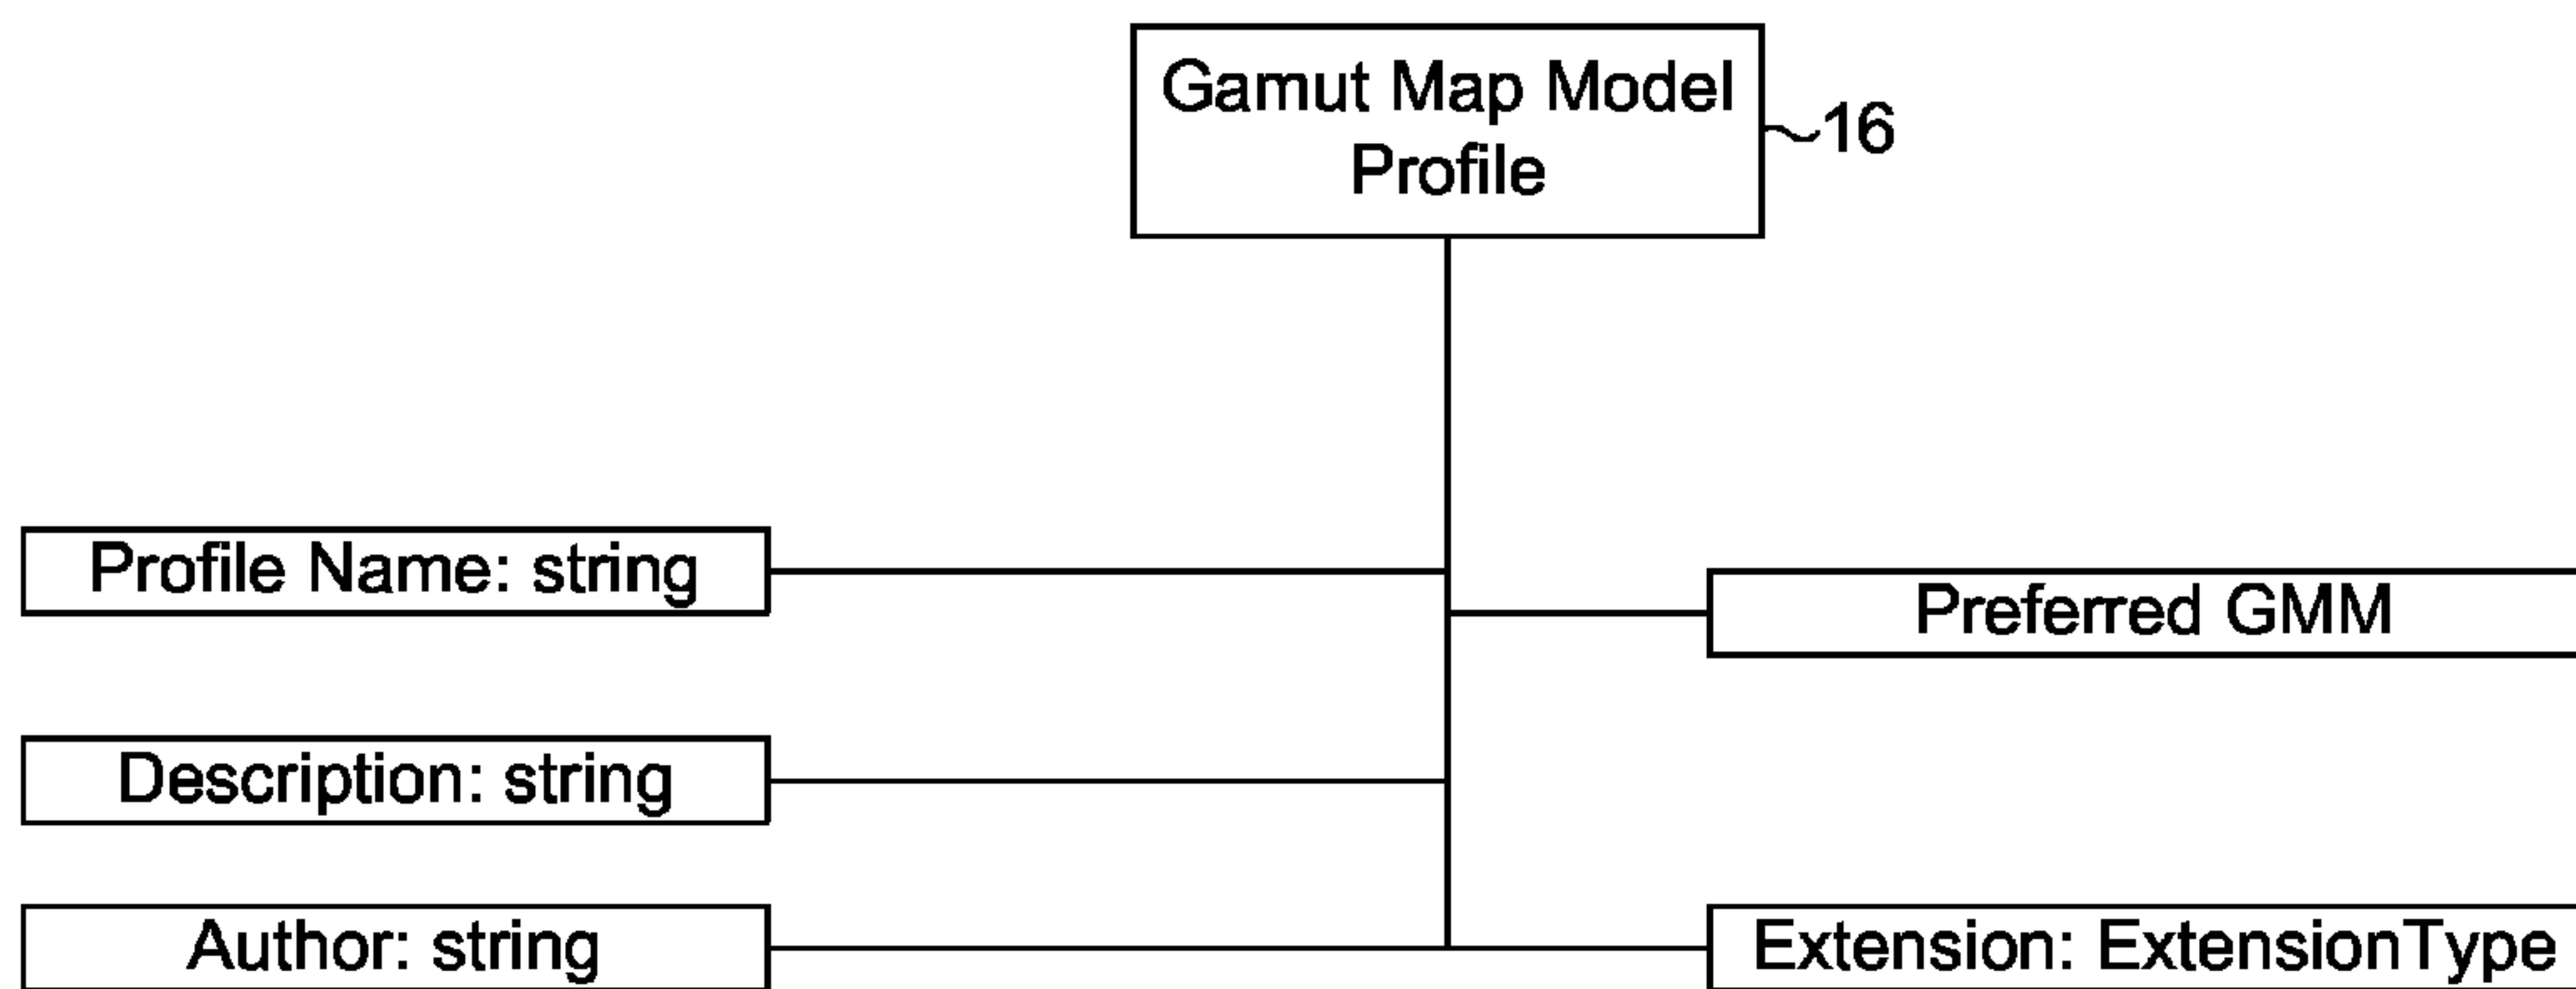 Gamut Map Model
Profile
16
Profile Name: string
Preferred GMM
Description: string
Author: string
Extension: ExtensionType